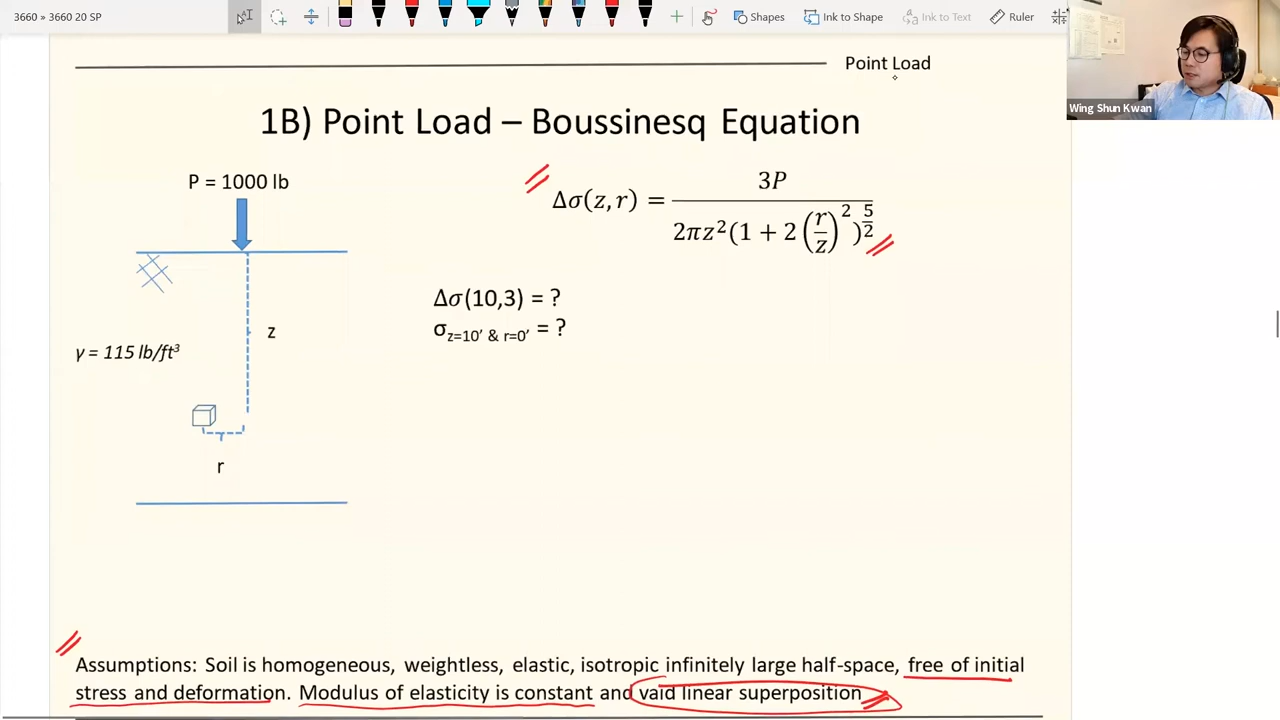 3660 » 3660 20 SP
Shapes
Ink to Shape
Ink to Text
Ruler
Wing Shun Kwan
Point Load
1B) Point Load – Boussinesq Equation
P = 1000 lb
Δσ(z, r) = 3P / 2πz²(1 + 2 (r/z)²)^5/2
Δσ(10,3) = ?
σz=10’ & r=0’ = ?
z
γ = 115 lb/ft³
r
Assumptions: Soil is homogeneous, weightless, elastic, isotropic infinitely large half-space, free of initial
stress and deformation. Modulus of elasticity is constant and vaid linear superposition